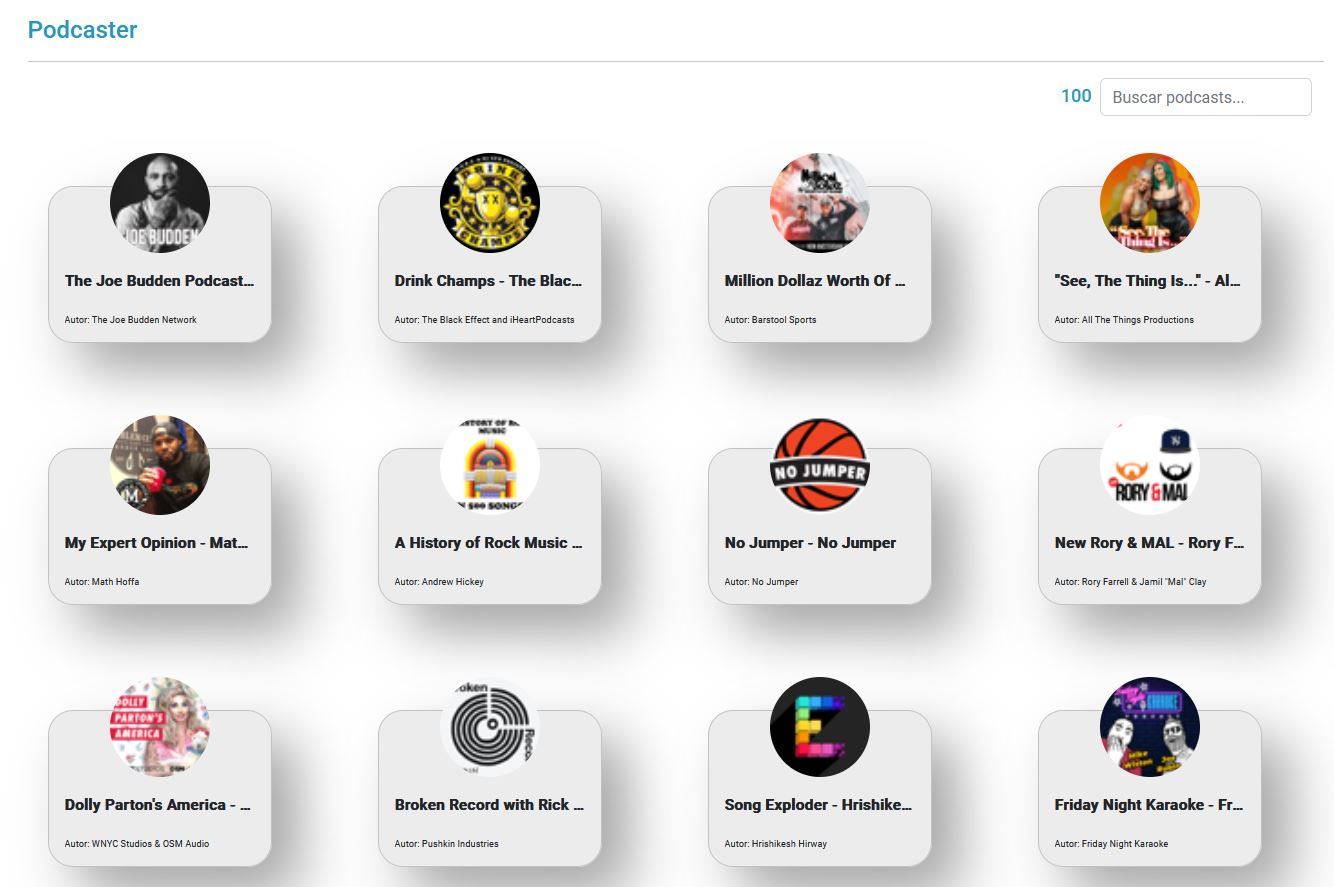 Podcaster
100 Buscar podcasts...
JOE BUDDEN
DRINK
CHAMPS
"See, The
Thing Is..."
The Joe Budden Podcast...
Drink Champs - The Blac...
Million Dollaz Worth Of ...
"See, The Thing Is..." - Al...
Autor: The Joe Budden Network
Autor: The Black Effect and iHeartPodcasts
Autor: Barstool Sports
Autor: All The Things Productions
MUSIC
N 500 SONG
NO JUMPER
RORY & MAL
My Expert Opinion - Mat...
A History of Rock Music ...
No Jumper - No Jumper
New Rory & MAL - Rory F...
Autor: Math Hoffa
Autor: Andrew Hickey
Autor: No Jumper
Autor: Rory Farrell & Jamil "Mal" Clay
DOLLY
PARTON'S
AMERICA
oken
Reco
E
KARAOKE
Dolly Parton's America - ...
Broken Record with Rick ...
Song Exploder - Hrishike...
Friday Night Karaoke - Fr...
Autor: WNYC Studios & OSM Audio
Autor: Pushkin Industries
Autor: Hrishikesh Hirway
Autor: Friday Night Karaoke